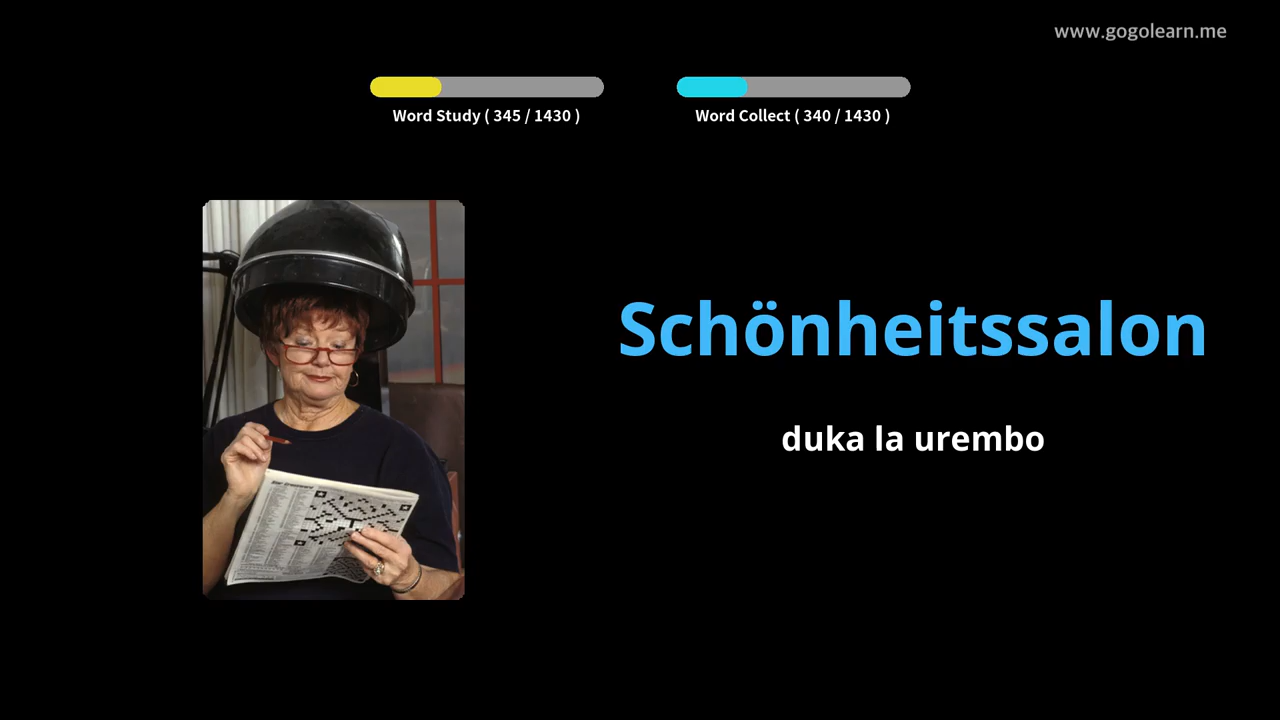 www.gogolearn.me
Word Study ( 345 / 1430 )
Word Collect ( 340 / 1430 )
Schönheitssalon
duka la urembo